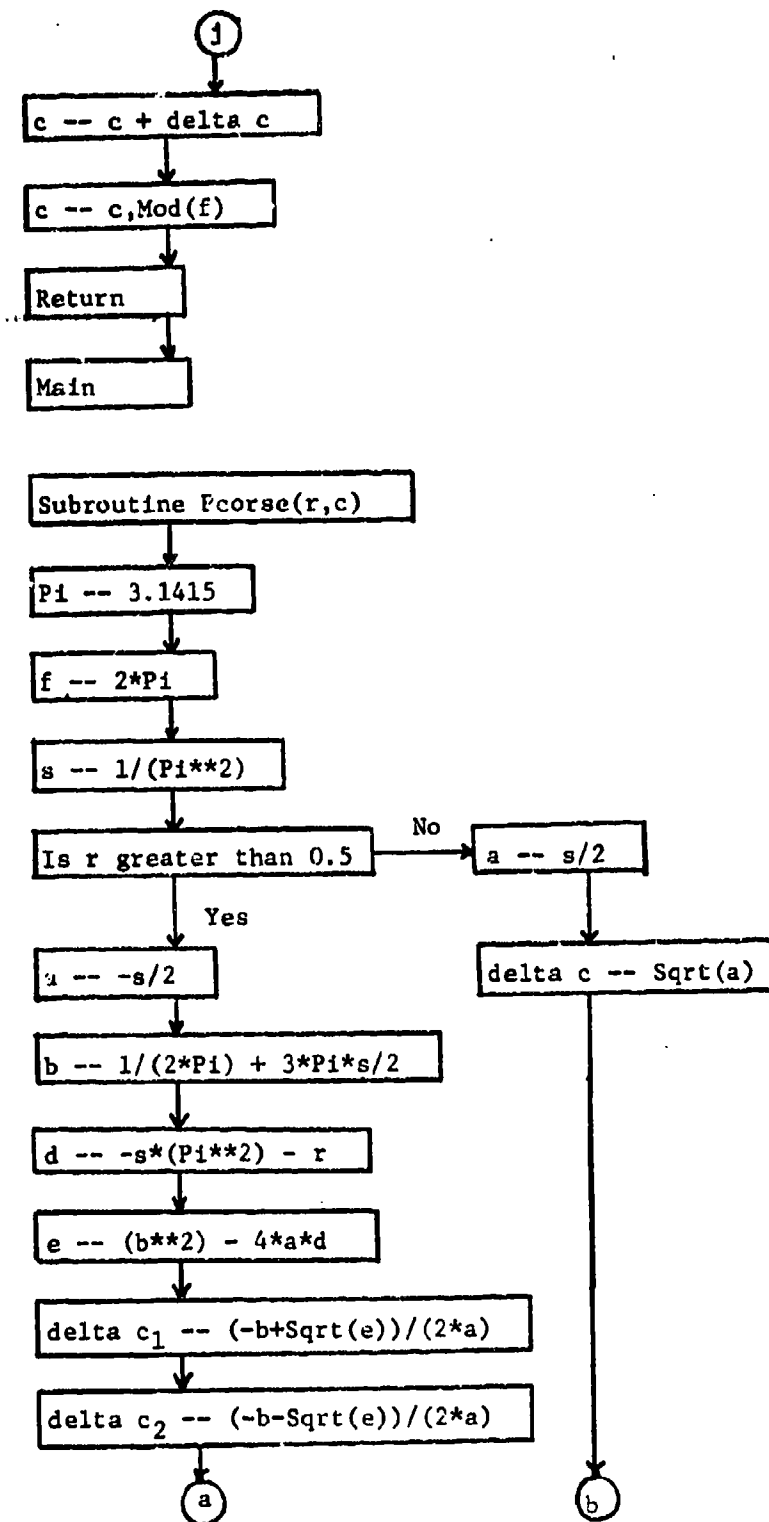 1
c -- c + delta c
c -- c,Mod(f)
Return
Main
Subroutine Pcorse(r,c)
Pi -- 3.1415
f -- 2*Pi
s -- 1/(Pi**2)
Is r greater than 0.5
No
a -- s/2
Yes
a -- -s/2
delta c -- Sqrt(a)
b -- 1/(2*Pi) + 3*Pi*s/2
d -- -s*(Pi**2) - r
e -- (b**2) - 4*a*d
delta c₁ -- (-b+Sqrt(e))/(2*a)
delta c₂ -- (-b-Sqrt(e))/(2*a)
a
b